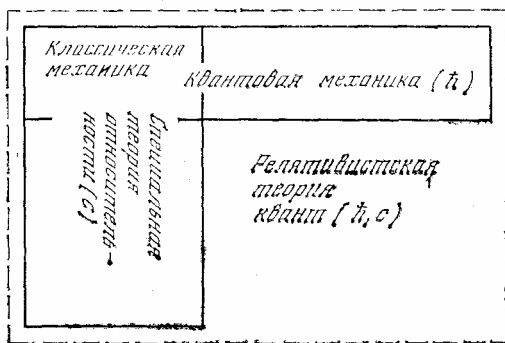 Классическая
механика
Квантовая механика (ħ)
Специальная
теория
относитель-
ности (c)
Релятивистская
теория
квант (ħ, c)